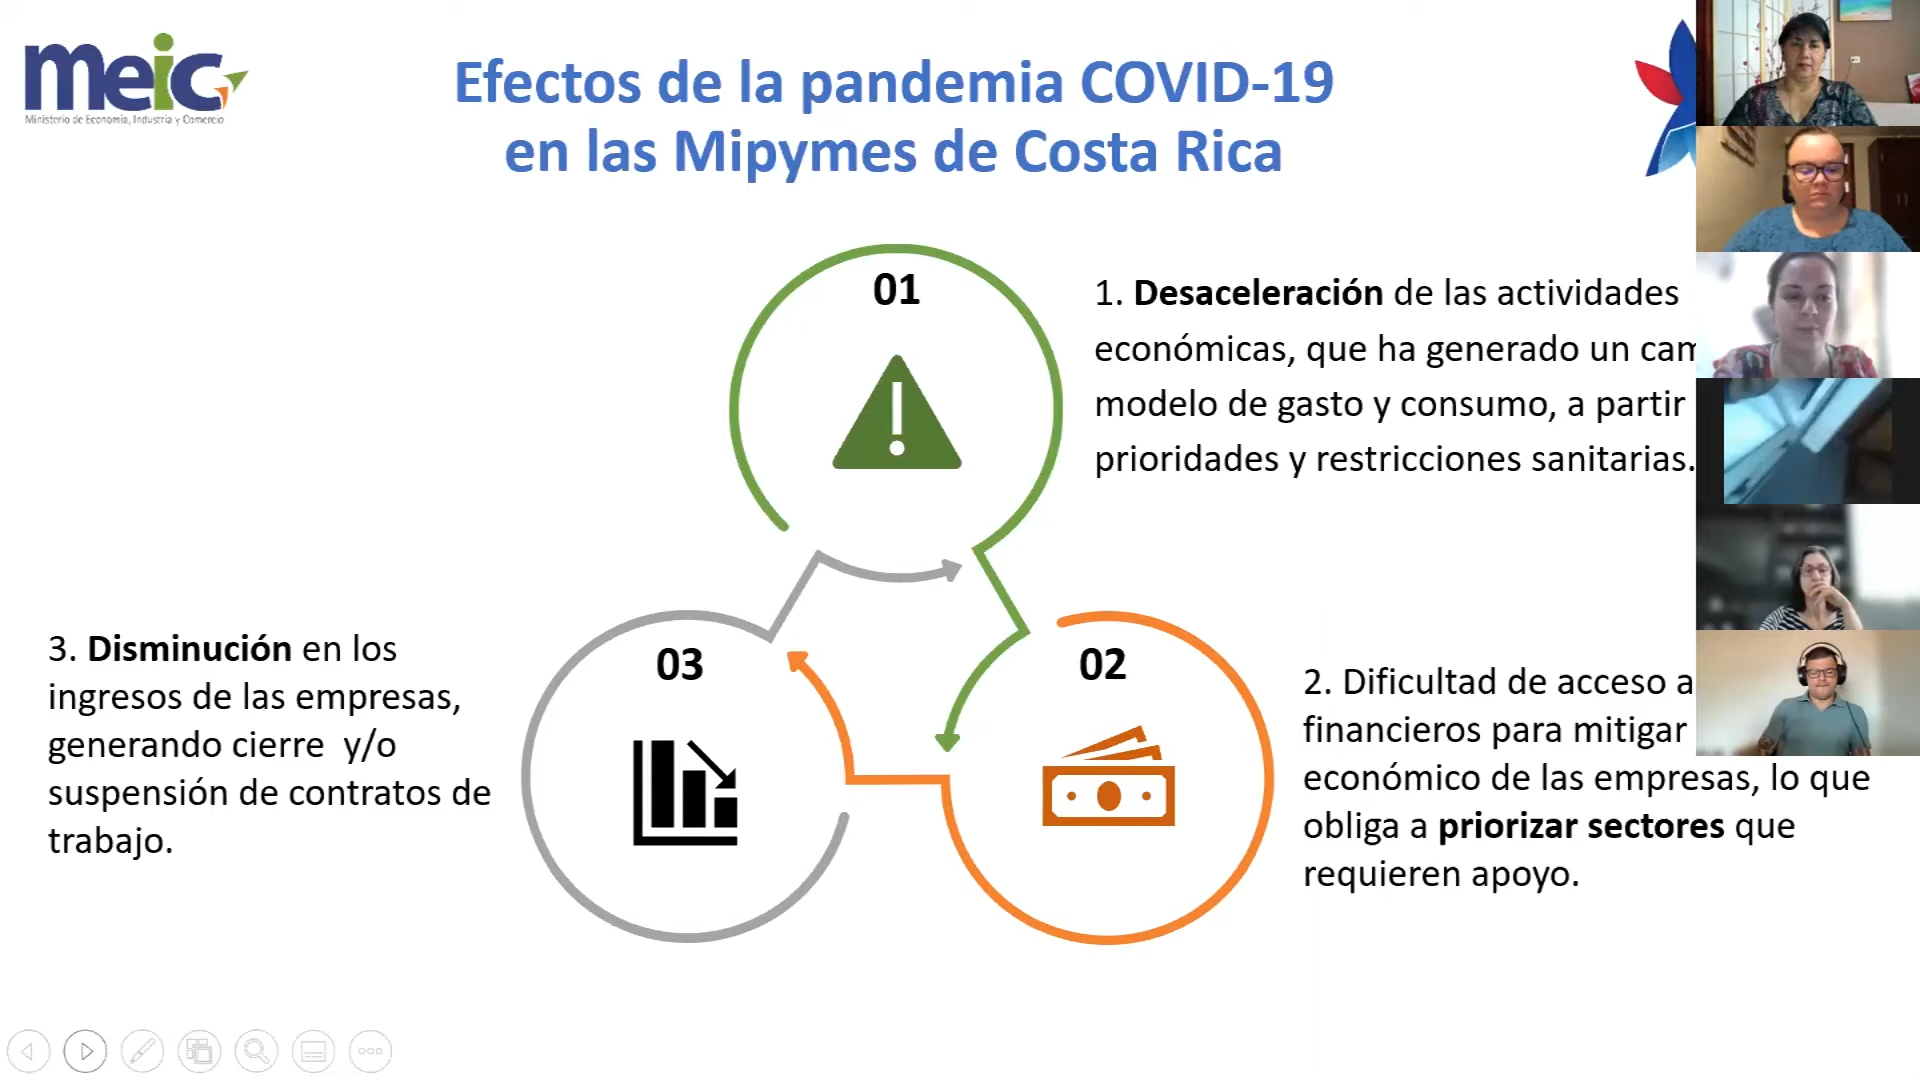 meic
Ministerio de Economía, Industria y Comercio
Efectos de la pandemia COVID-19
en las Mipymes de Costa Rica
01
1. Desaceleración de las actividades
económicas, que ha generado un
modelo de gasto y consumo, a partir
prioridades y restricciones sanitarias.
02
2. Dificultad de acceso a
financieros para mitigar
económico de las empresas, lo que
obliga a priorizar sectores que
requieren apoyo.
03
3. Disminución en los
ingresos de las empresas,
generando cierre y/o
suspensión de contratos de
trabajo.